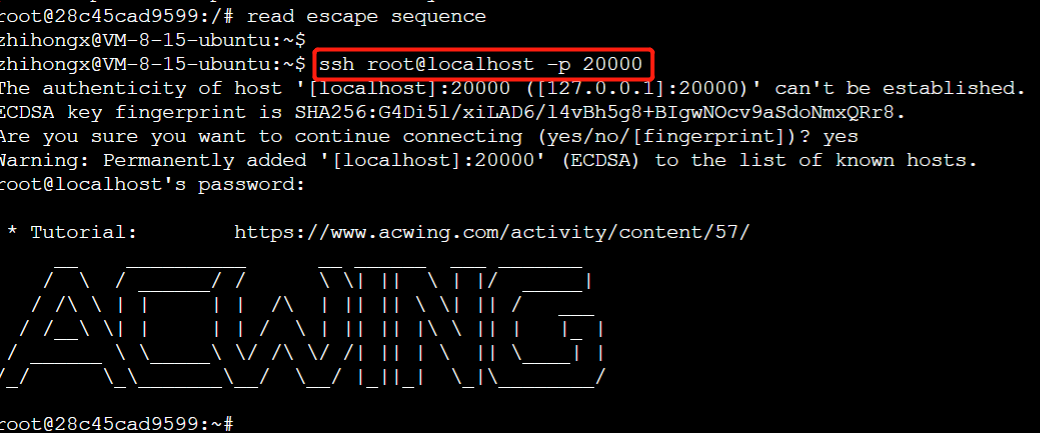 root@28c45cad9599:/# read escape sequence
zhihongx@VM-8-15-ubuntu:~$
zhihongx@VM-8-15-ubuntu:~$ ssh root@localhost -p 20000
The authenticity of host '[localhost]:20000 ([127.0.0.1]:20000)' can't be established.
ECDSA key fingerprint is SHA256:G4Di5l/xiLAD6/l4vBh5g8+BIgwNOcv9aSdoNmxQRr8.
Are you sure you want to continue connecting (yes/no/[fingerprint])? yes
Warning: Permanently added '[localhost]:20000' (ECDSA) to the list of known hosts.
root@localhost's password:
* Tutorial: https://www.acwing.com/activity/content/57/
ACWING
root@28c45cad9599:~#